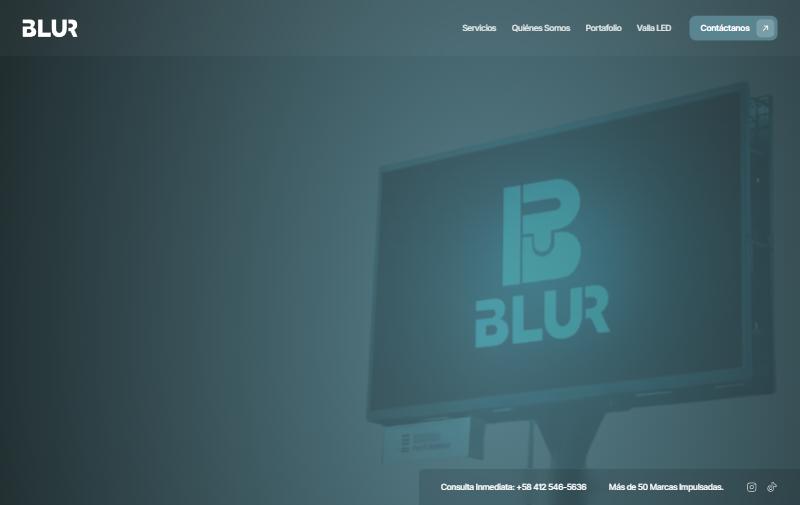 BLUR
Servicios
Quiénes Somos
Portafolio
Valla LED
Contáctanos
BLUR
Consulta Inmediata: +58 412 546-5636
Más de 50 Marcas Impulsadas.